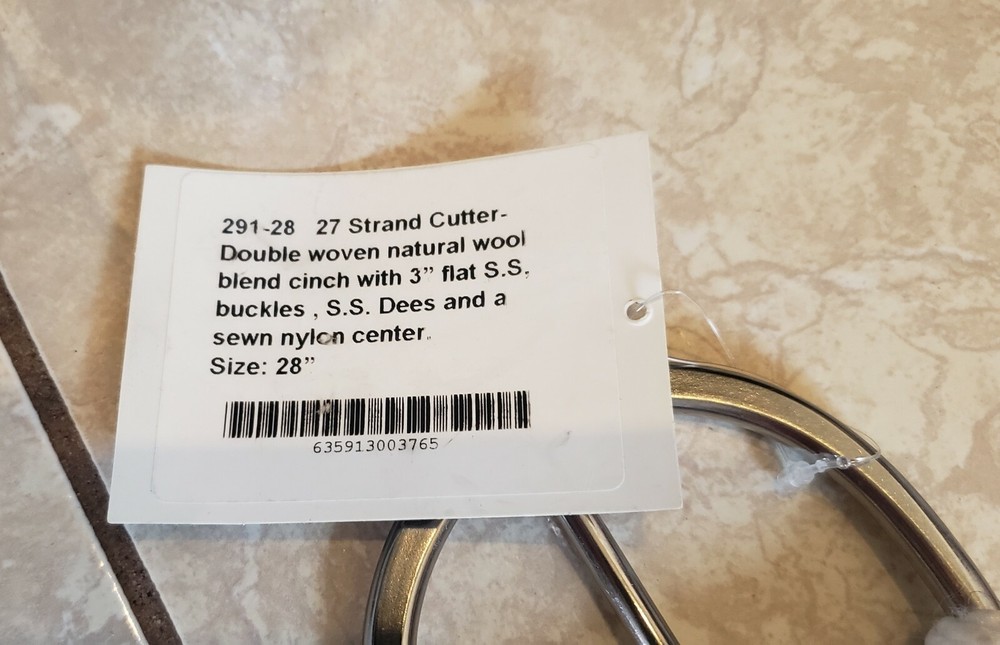 291-28 27 Strand Cutter-
Double woven natural wool
blend cinch with 3” flat S.S.
buckles , S.S. Dees and a
sewn nylon center.
Size: 28”
635913003765